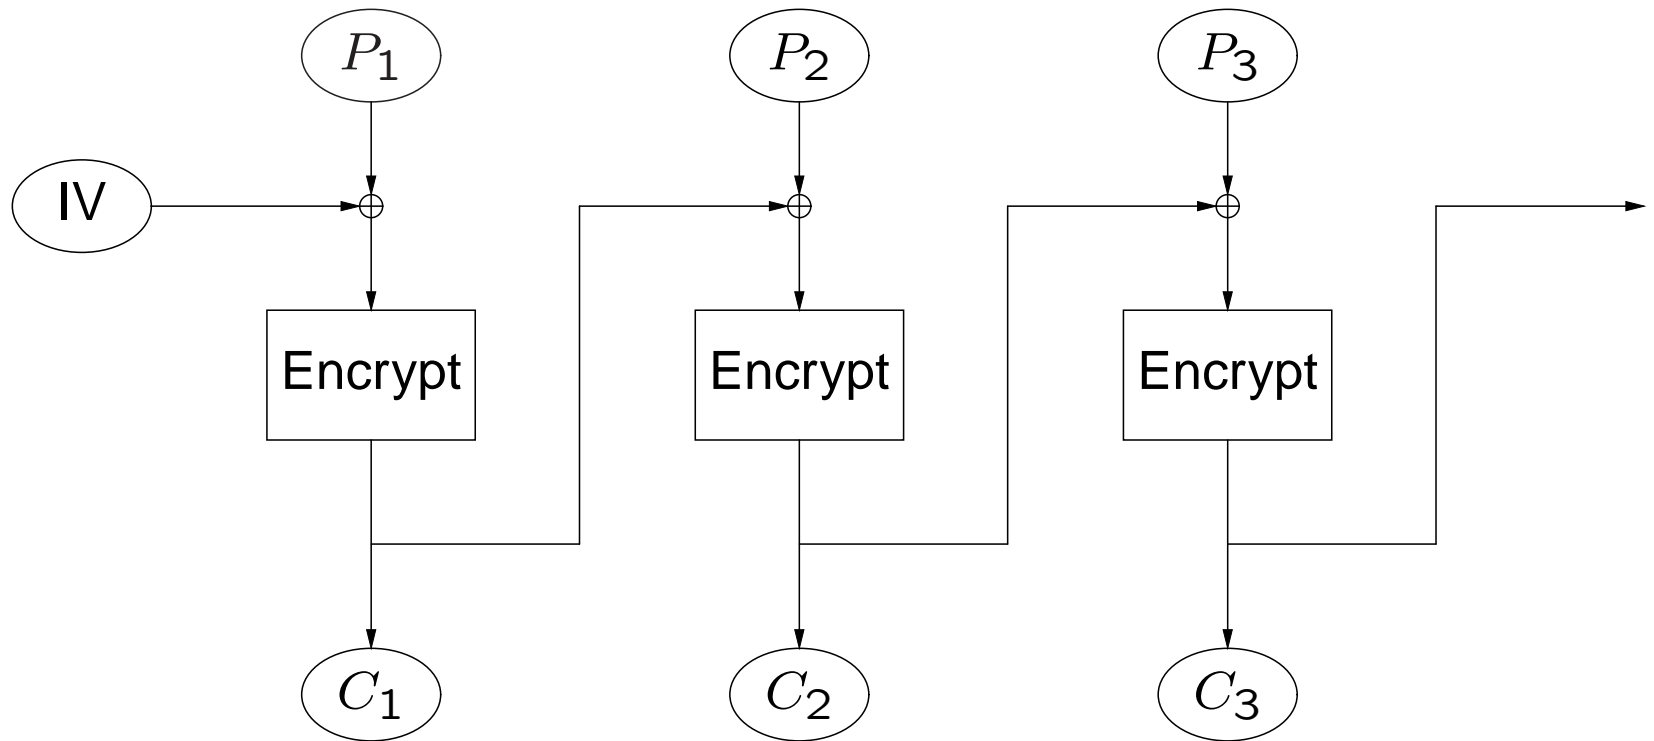 P₁
P₂
P₃
IV
Encrypt
Encrypt
Encrypt
C₁
C₂
C₃